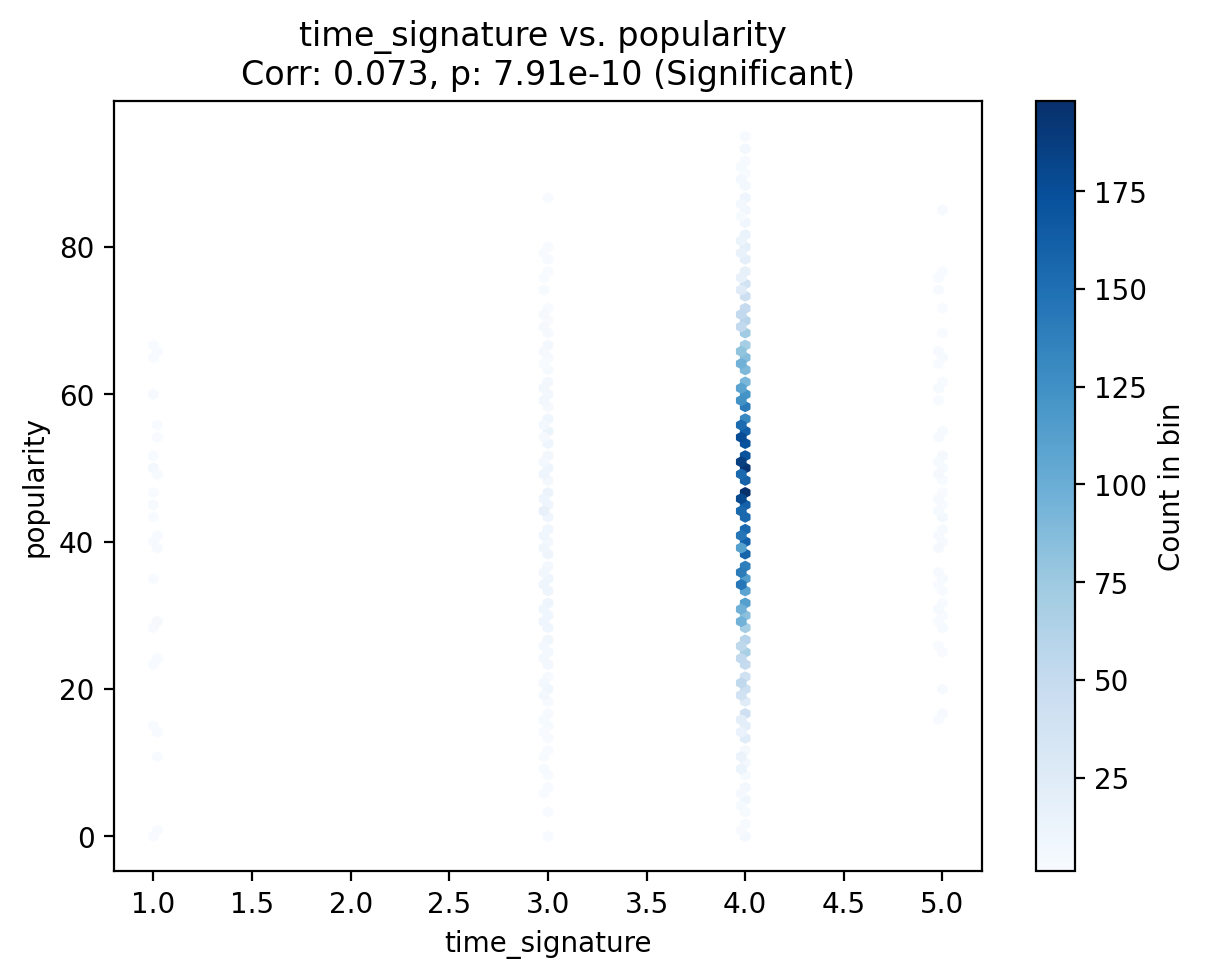 time_signature vs. popularity
Corr: 0.073, p: 7.91e-10 (Significant)
popularity
80
60
40
20
0
1.0 1.5 2.0 2.5 3.0 3.5 4.0 4.5 5.0
time_signature
175
150
125
100
75
50
25
Count in bin